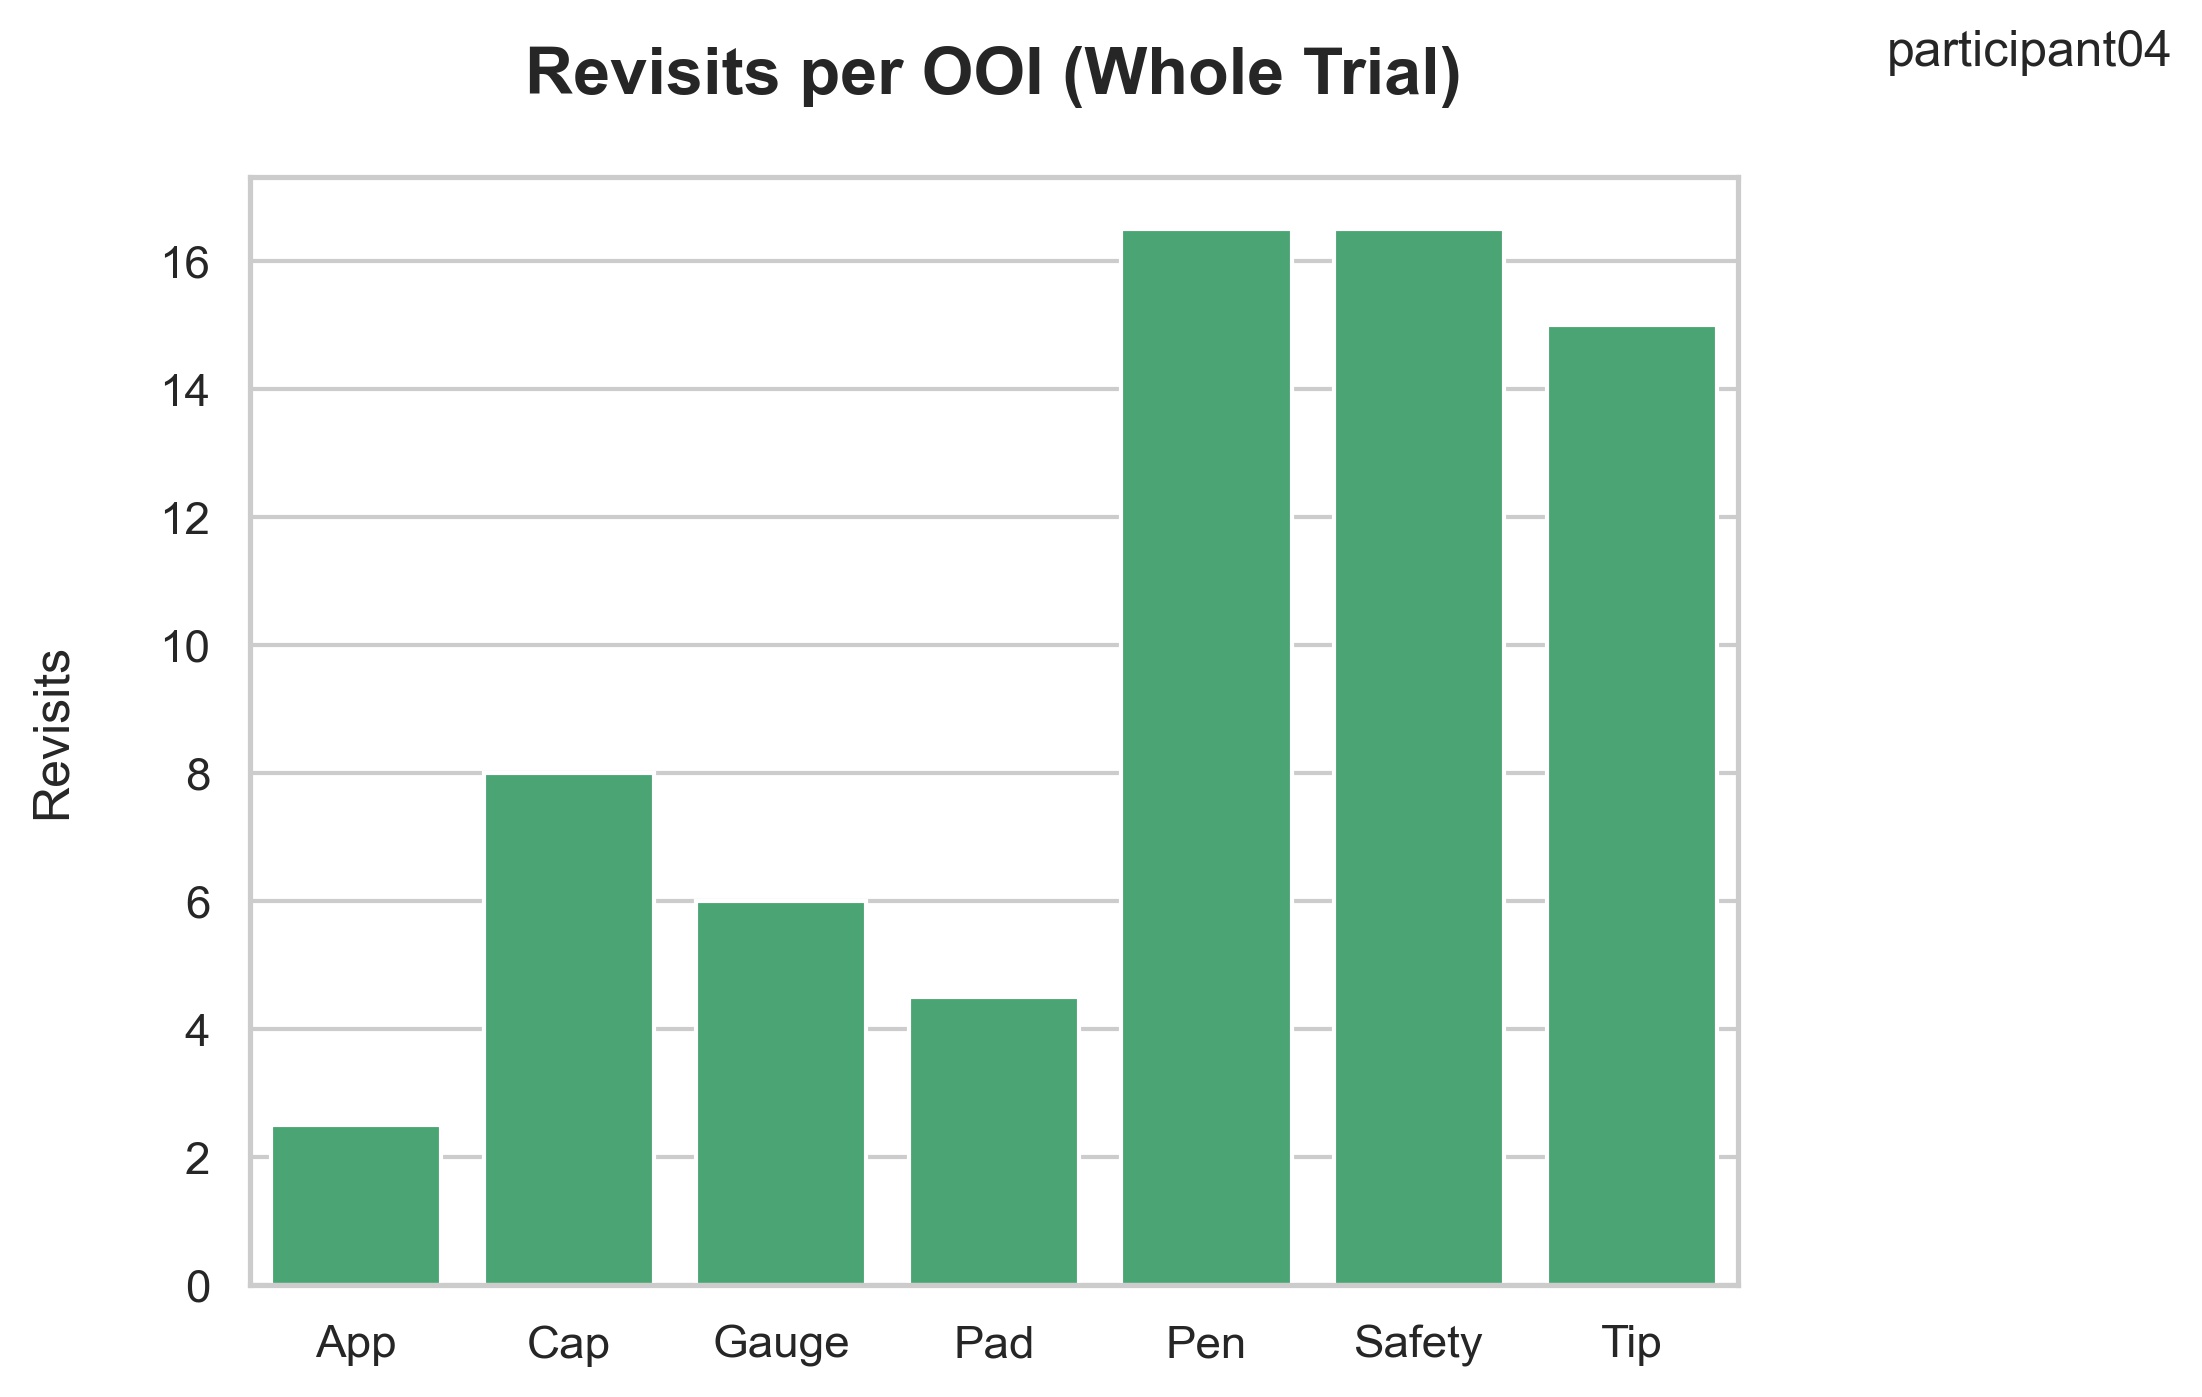 Revisits per OOI (Whole Trial)
participant04
Revisits
16
14
12
10
8
6
4
2
0
App Cap Gauge Pad Pen Safety Tip